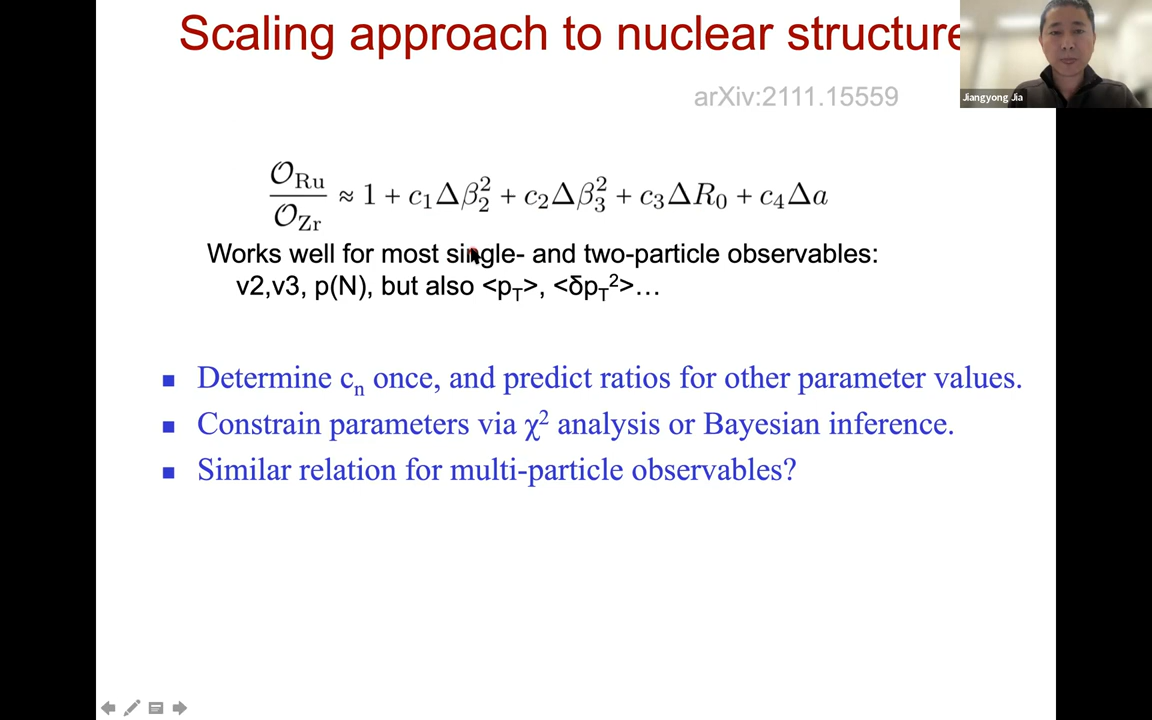 Scaling approach to nuclear structure
arXiv:2111.15559
Jiangyong Jia
𝒪_Ru / 𝒪_Zr ≈ 1 + c₁Δβ₂² + c₂Δβ₃² + c₃ΔR₀ + c₄Δa
Works well for most single- and two-particle observables:
v2,v3, p(N), but also <p_T>, <δp_T²>…
▪ Determine c_n once, and predict ratios for other parameter values.
▪ Constrain parameters via χ² analysis or Bayesian inference.
▪ Similar relation for multi-particle observables?